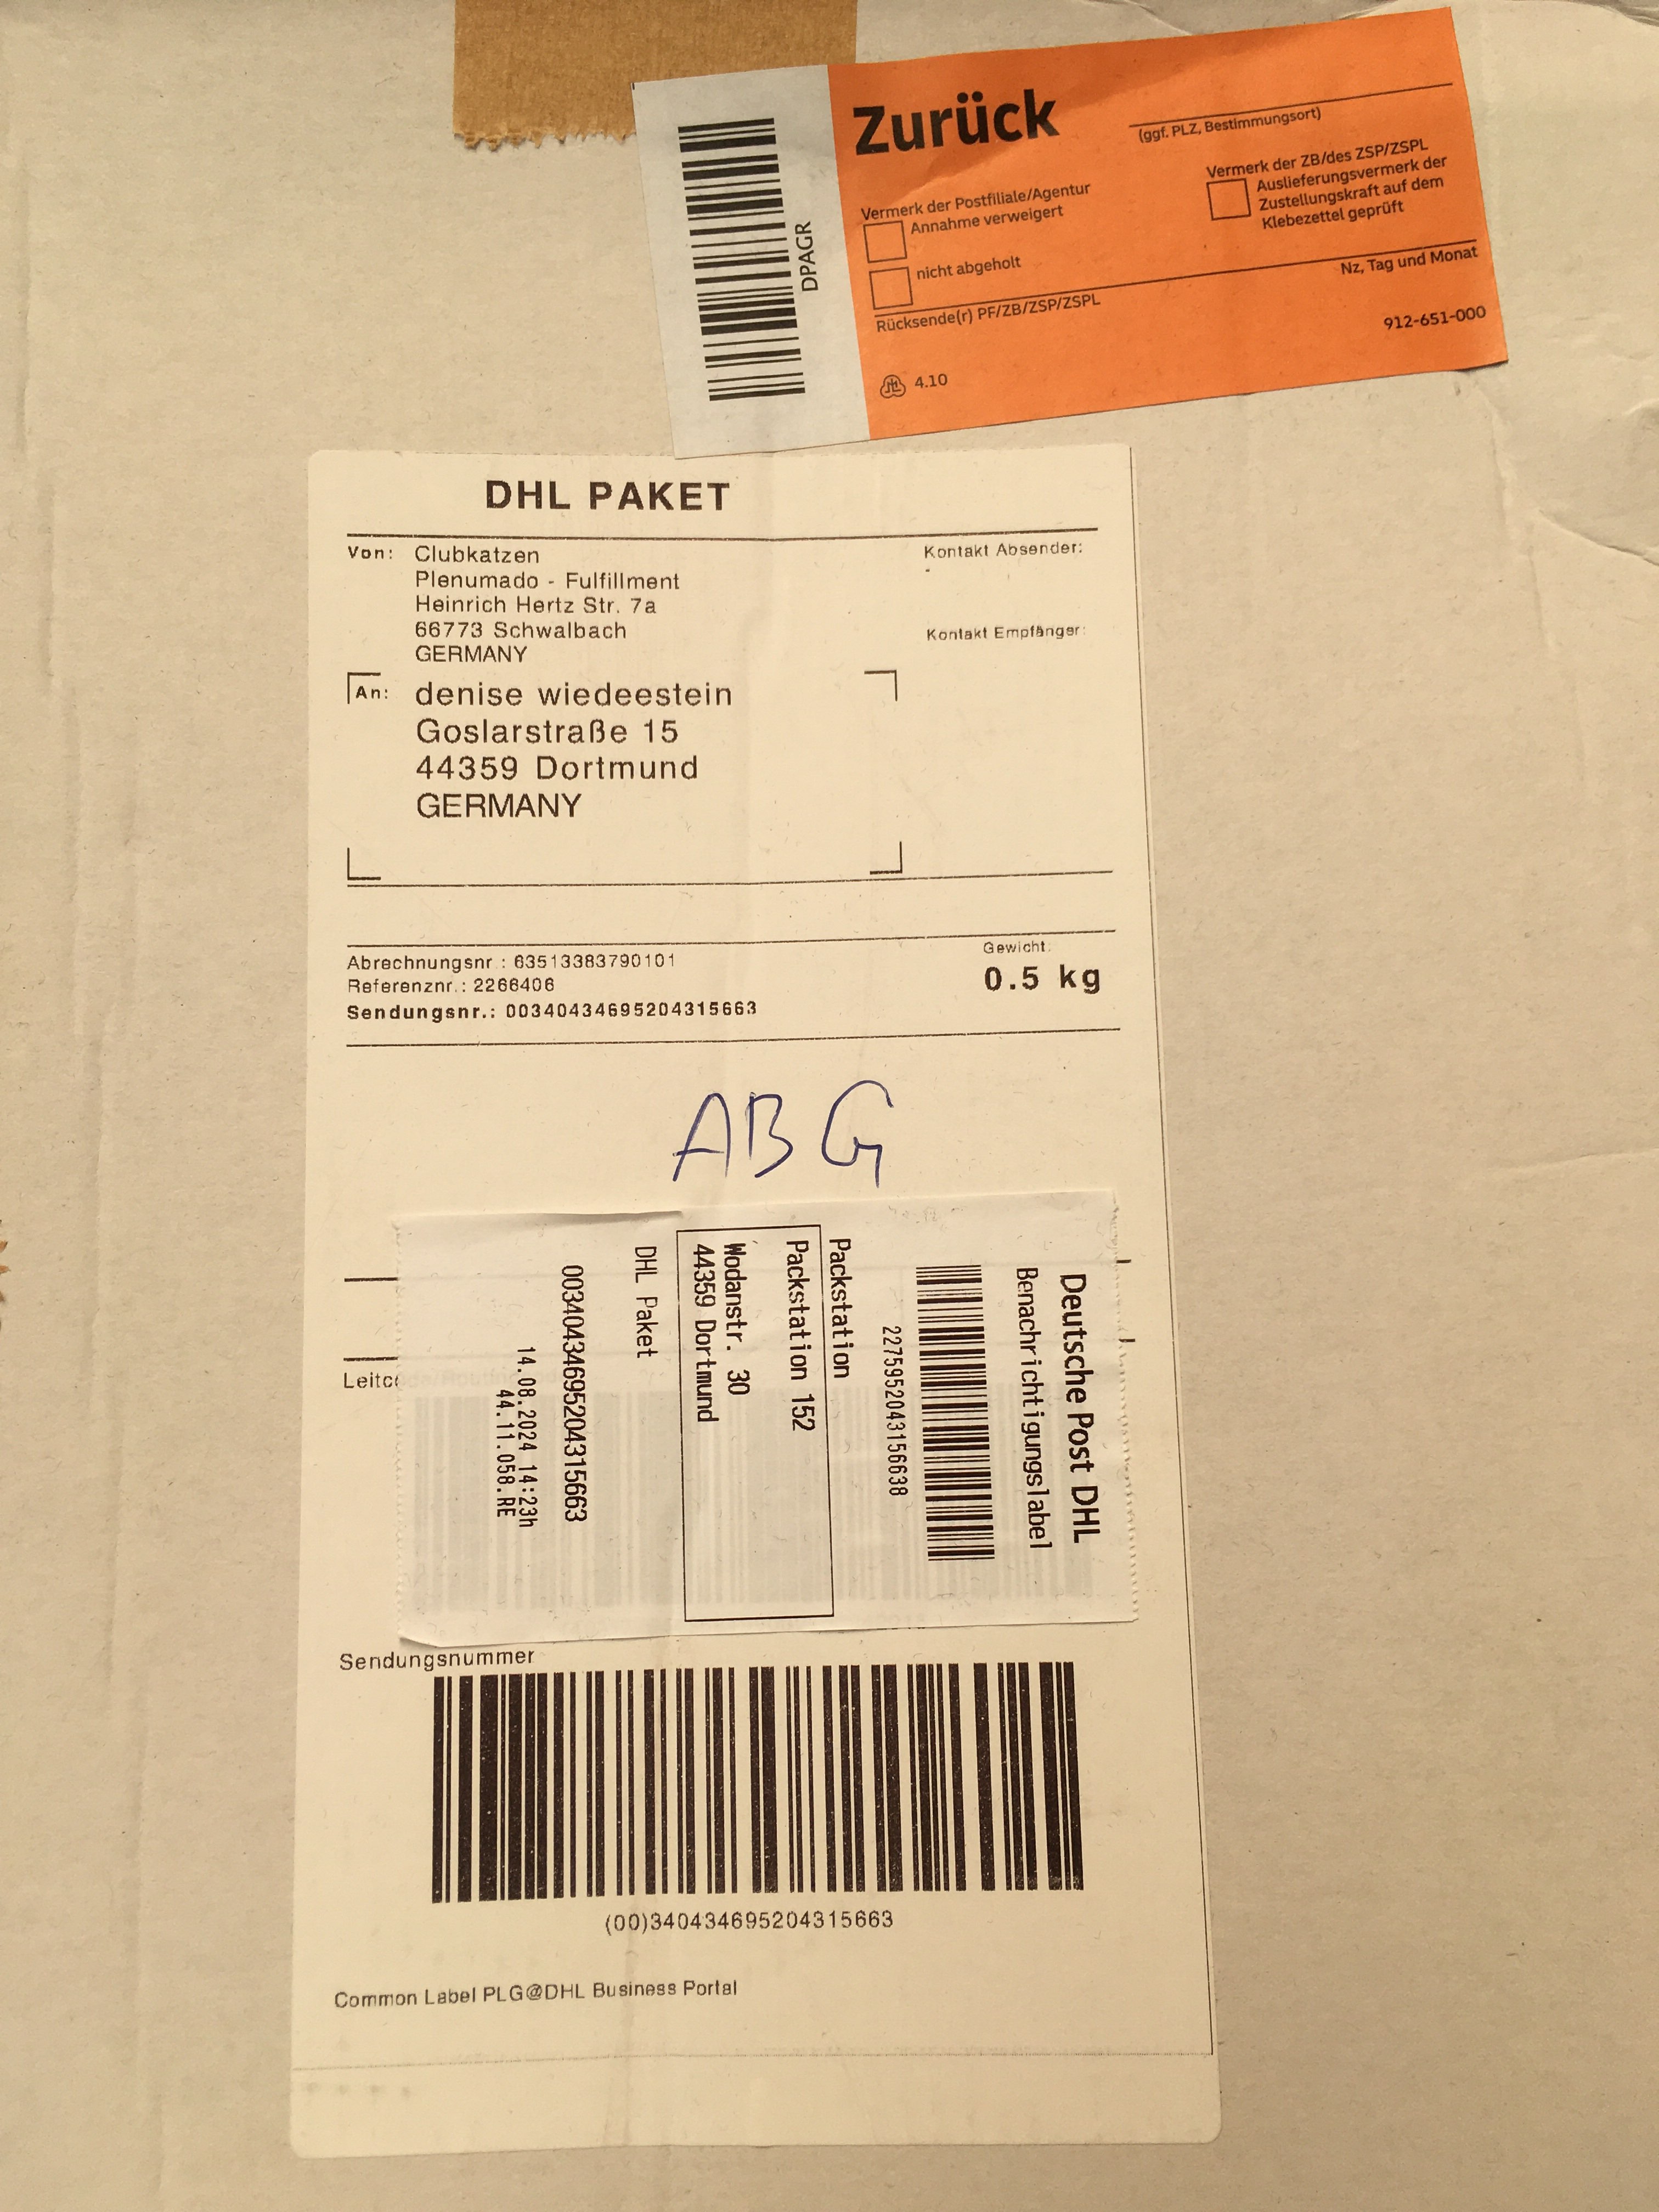 Zurück
(ggf. PLZ, Bestimmungsort)
Vermerk der Postfiliale/Agentur
Annahme verweigert
nicht abgeholt
Vermerk der ZB/des ZSP/ZSPL
Auslieferungsvermerk der
Zustellungskraft auf dem
Klebezettel geprüft
Rücksende(r) PF/ZB/ZSP/ZSPL
Nz, Tag und Monat
912-651-000
4.10
DPAGR
DHL PAKET
Von: Clubkatzen
Plenumado - Fulfillment
Heinrich Hertz Str. 7a
66773 Schwalbach
GERMANY
Kontakt Absender:
-
Kontakt Empfänger:
An: denise wiedeestein
Goslarstraße 15
44359 Dortmund
GERMANY
Abrechnungsnr.: 63513383790101
Referenznr.: 2266406
Sendungsnr.: 00340434695204315663
Gewicht:
0.5 kg
ABG
Deutsche Post DHL
Benachrichtigungslabel
2275952043156638
Packstation
Packstation 152
Wodanstr. 30
44359 Dortmund
DHL Paket
00340434695204315663
14.08.2024 14:23h
44.11.058.RE
Sendungsnummer
(00)340434695204315663
Common Label PLG@DHL Business Portal